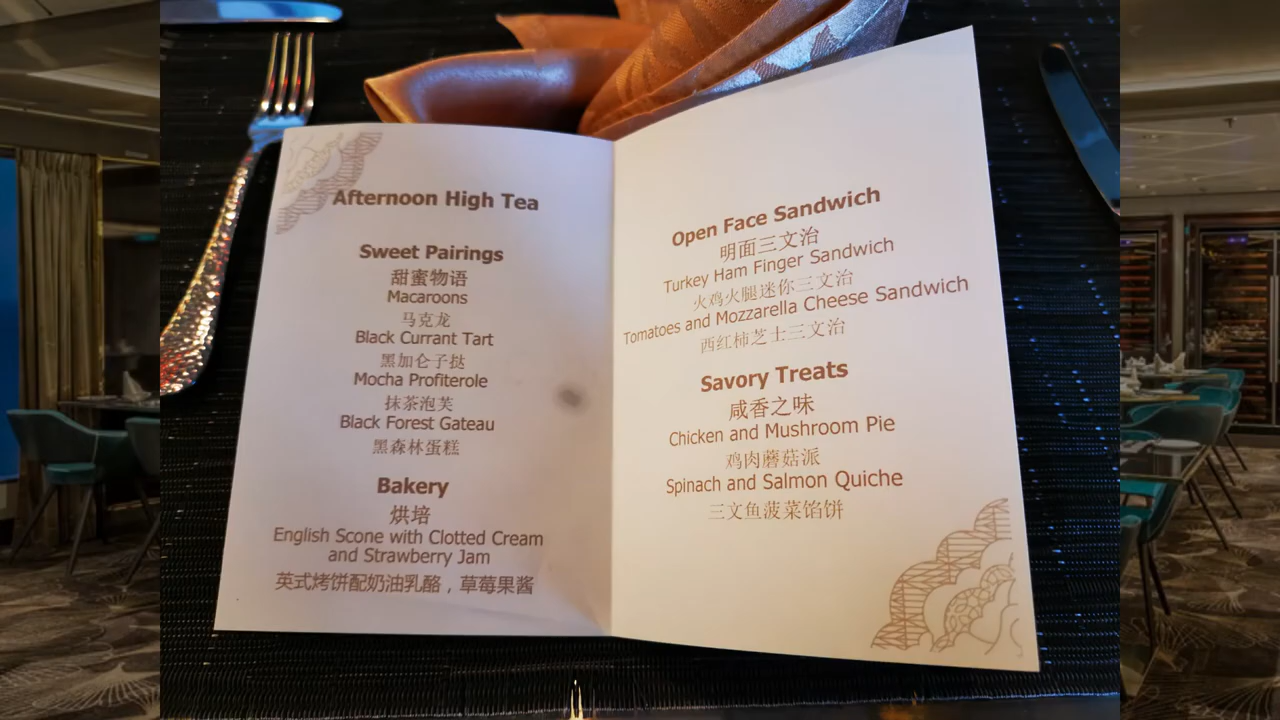 Afternoon High Tea
Sweet Pairings
甜蜜物语
Macaroons
马克龙
Black Currant Tart
黑加仑子挞
Mocha Profiterole
抹茶泡芙
Black Forest Gateau
黑森林蛋糕
Bakery
烘培
English Scone with Clotted Cream
and Strawberry Jam
英式烤饼配奶油乳酪，草莓果酱
Open Face Sandwich
明面三文治
Turkey Ham Finger Sandwich
火鸡火腿迷你三文治
Tomatoes and Mozzarella Cheese Sandwich
西红柿芝士三文治
Savory Treats
咸香之味
Chicken and Mushroom Pie
鸡肉蘑菇派
Spinach and Salmon Quiche
三文鱼菠菜馅饼